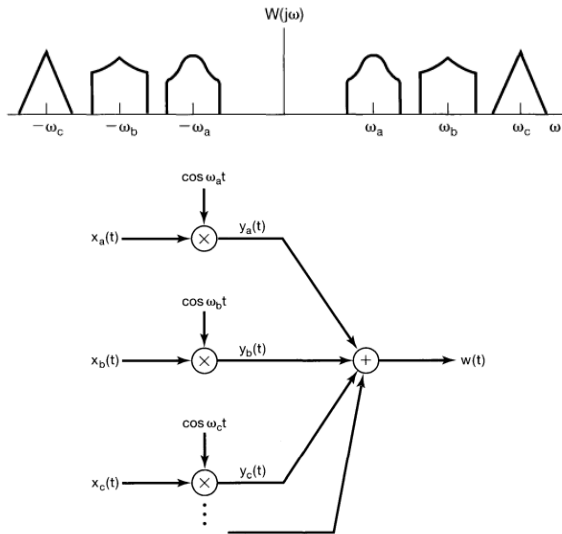 W(jω)
−ω_c −ω_b −ω_a ω_a ω_b ω_c ω
cos ω_a t
x_a(t) × y_a(t)
cos ω_b t
x_b(t) × y_b(t) + w(t)
cos ω_c t
x_c(t) × y_c(t)